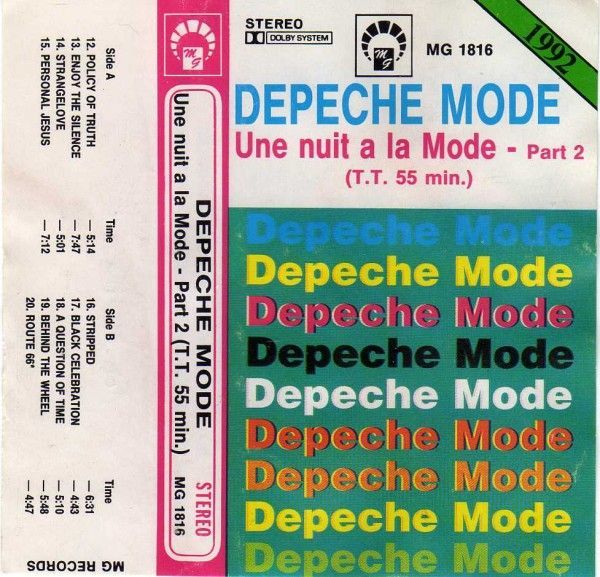 Side A
Time
12. POLICY OF TRUTH — 5:14
13. ENJOY THE SILENCE — 7:47
14. STRANGELOVE — 5:01
15. PERSONAL JESUS — 7:12
Side B
Time
16. STRIPPED — 6:31
17. BLACK CELEBRATION — 4:43
18. A QUESTION OF TIME — 5:10
19. BEHIND THE WHEEL — 5:48
20. ROUTE 66" — 4:47
MG RECORDS
MG
DEPECHE MODE
Une nuit a la Mode - Part 2 (T.T. 55 min.)
STEREO
MG 1816
STEREO
DOLBY SYSTEM
MG
MG 1816
1992
DEPECHE MODE
Une nuit a la Mode - Part 2
(T.T. 55 min.)
Depeche Mode
Depeche Mode
Depeche Mode
Depeche Mode
Depeche Mode
Depeche Mode
Depeche Mode
Depeche Mode
Depeche Mode